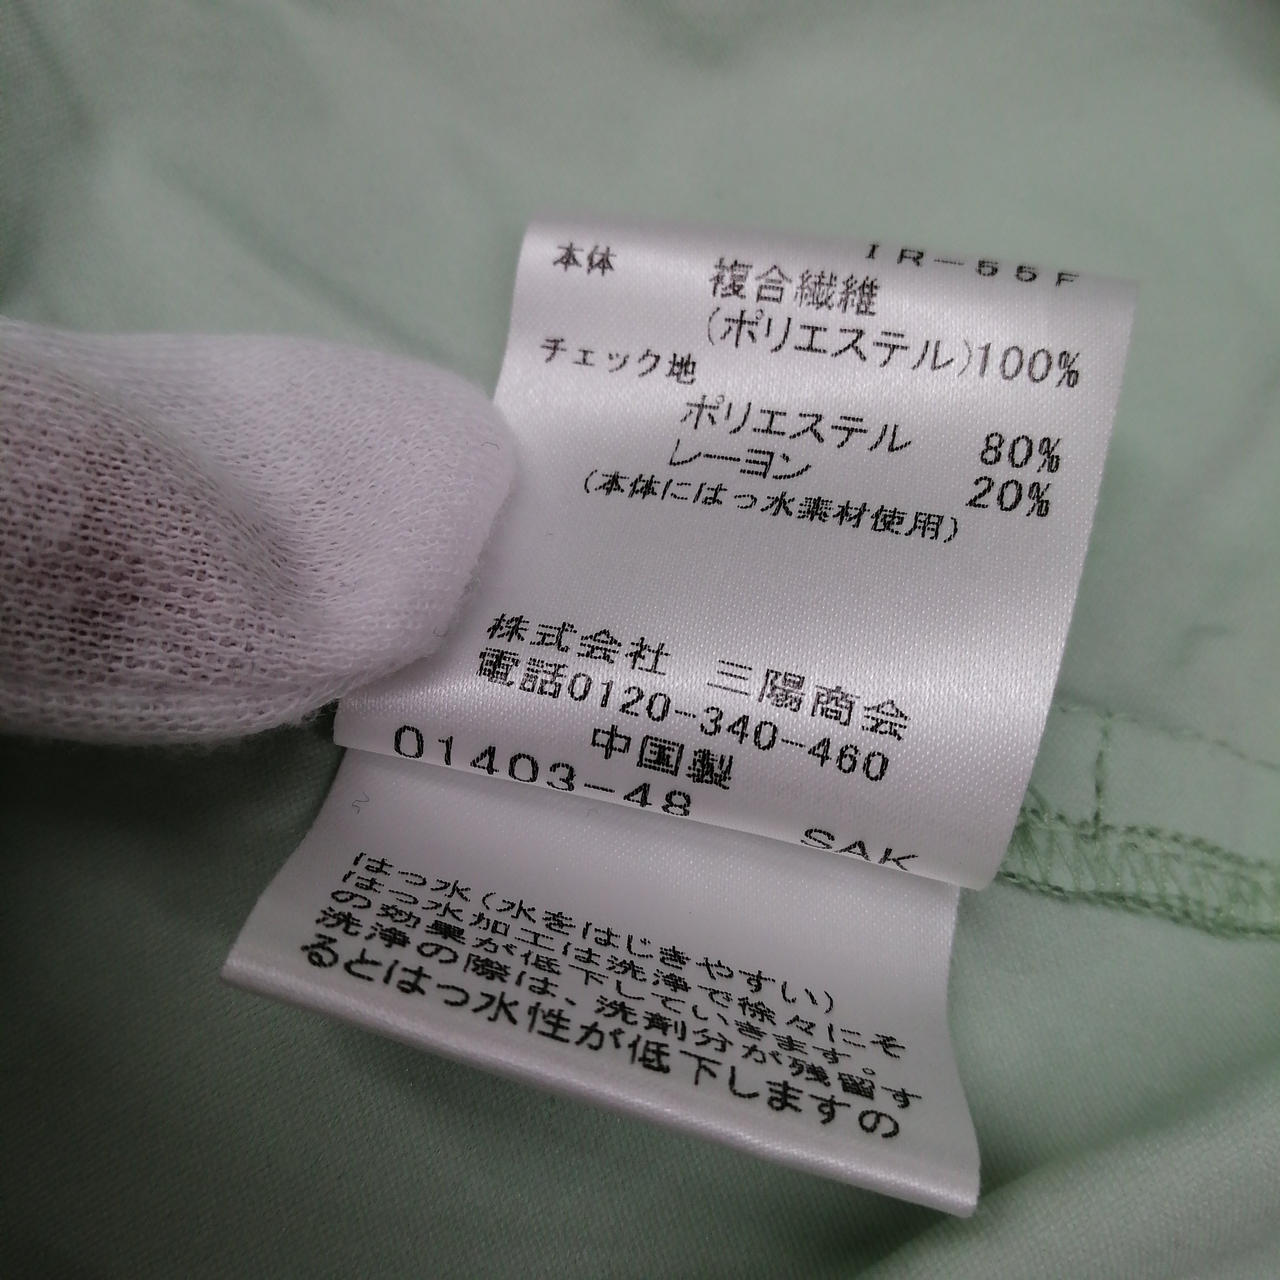 IR-55F
本体
複合繊維
(ポリエステル)100%
チェック地
ポリエステル 80%
レーヨン 20%
(本体にはっ水素材使用)
株式会社 三陽商会
電話0120-340-460
中国製
01403-48
SAK
はっ水(水をはじきやすい)
はっ水加工は洗浄で徐々にそ
の効果が低下していきます。
洗浄の際は、洗剤分が残留す
るとはっ水性が低下しますの